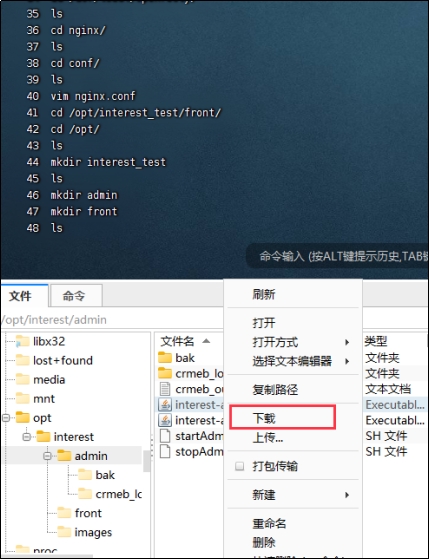 35 ls
36 cd nginx/
37 ls
38 cd conf/
39 ls
40 vim nginx.conf
41 cd /opt/interest_test/front/
42 cd /opt/
43 ls
44 mkdir interest_test
45 ls
46 mkdir admin
47 mkdir front
48 ls
命令输入 (按ALT键提示历史,TAB键
文件 命令
/opt/interest/admin
libx32
lost+found
media
mnt
opt
interest
admin
bak
crmeb_lo
front
images
proc
文件名 类型
bak 文件夹
crmeb_lo 文件夹
crmeb_ou 文本文档
interest-a Executabl...
interest-a Executabl...
startAdm SH 文件
stopAdm SH 文件
刷新
打开
打开方式
选择文本编辑器
复制路径
下载
上传...
打包传输
新建
重命名
删除